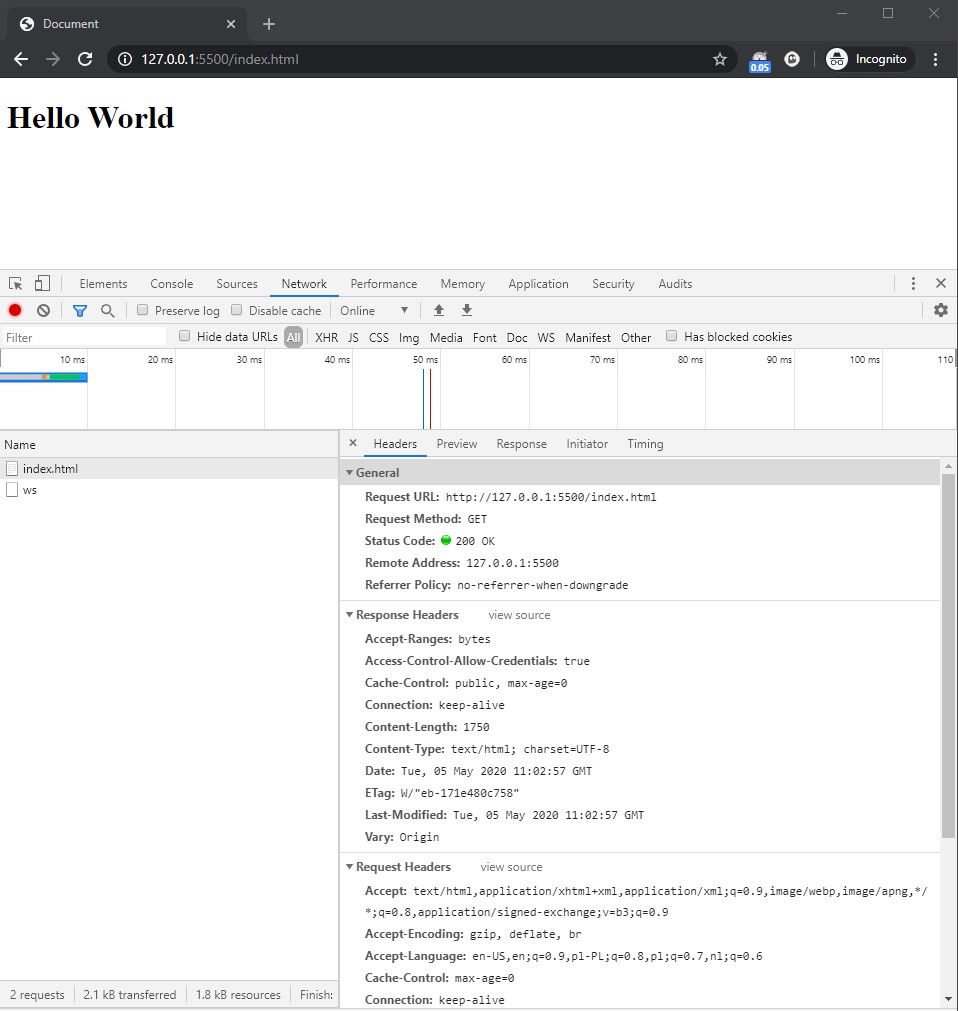 Document
127.0.0.1:5500/index.html
0.05
Incognito
Hello World
Elements Console Sources Network Performance Memory Application Security Audits
Preserve log Disable cache Online
Filter Hide data URLs All XHR JS CSS Img Media Font Doc WS Manifest Other Has blocked cookies
10 ms 20 ms 30 ms 40 ms 50 ms 60 ms 70 ms 80 ms 90 ms 100 ms 110
Name
index.html
ws
Headers Preview Response Initiator Timing
General
Request URL: http://127.0.0.1:5500/index.html
Request Method: GET
Status Code: 200 OK
Remote Address: 127.0.0.1:5500
Referrer Policy: no-referrer-when-downgrade
Response Headers view source
Accept-Ranges: bytes
Access-Control-Allow-Credentials: true
Cache-Control: public, max-age=0
Connection: keep-alive
Content-Length: 1750
Content-Type: text/html; charset=UTF-8
Date: Tue, 05 May 2020 11:02:57 GMT
ETag: W/"eb-171e480c758"
Last-Modified: Tue, 05 May 2020 11:02:57 GMT
Vary: Origin
Request Headers view source
Accept: text/html,application/xhtml+xml,application/xml;q=0.9,image/webp,image/apng,*/
*;q=0.8,application/signed-exchange;v=b3;q=0.9
Accept-Encoding: gzip, deflate, br
Accept-Language: en-US,en;q=0.9,pl-PL;q=0.8,pl;q=0.7,nl;q=0.6
Cache-Control: max-age=0
Connection: keep-alive
2 requests 2.1 kB transferred 1.8 kB resources Finish: